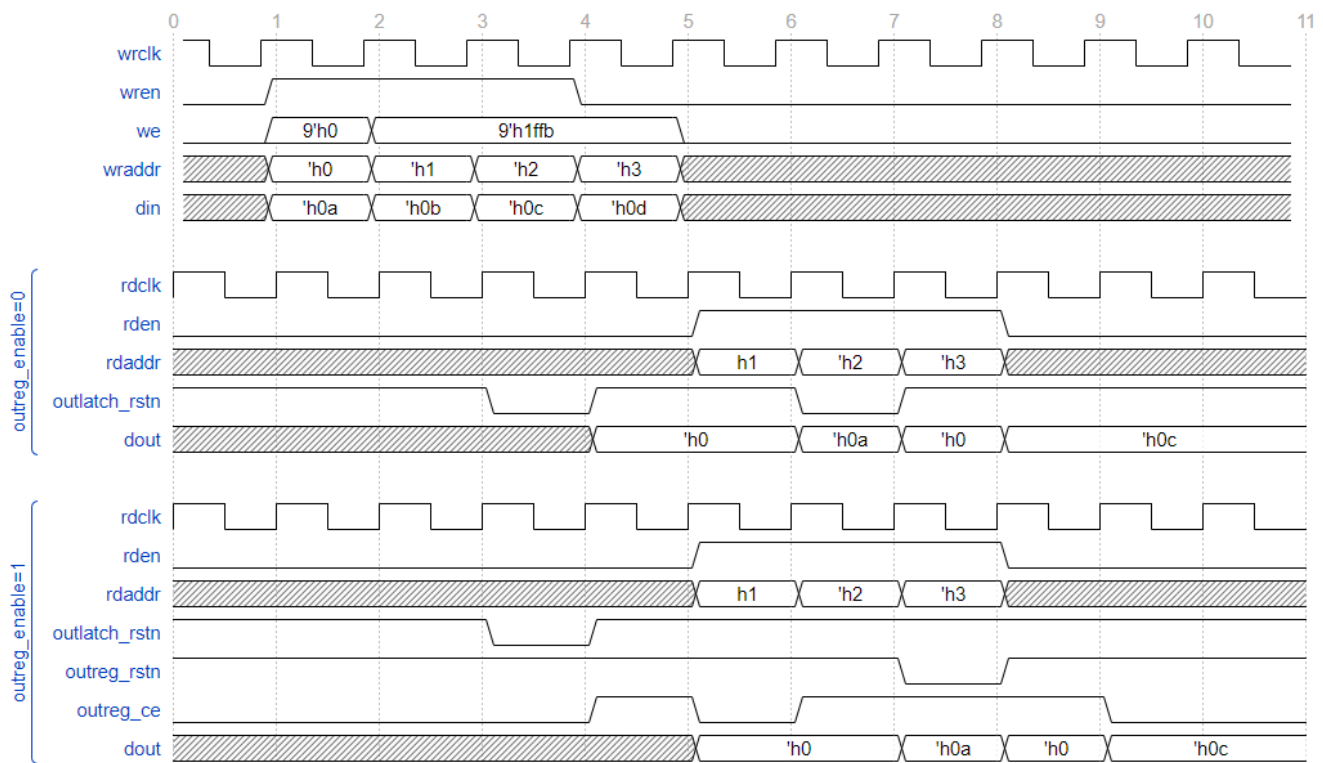 0 1 2 3 4 5 6 7 8 9 10 11
wrclk
wren
we 9'h0 9'h1ffb
wraddr 'h0 'h1 'h2 'h3
din 'h0a 'h0b 'h0c 'h0d
outreg_enable=0
rdclk
rden
rdaddr h1 'h2 'h3
outlatch_rstn
dout 'h0 'h0a 'h0 'h0c
outreg_enable=1
rdclk
rden
rdaddr h1 'h2 'h3
outlatch_rstn
outreg_rstn
outreg_ce
dout 'h0 'h0a 'h0 'h0c